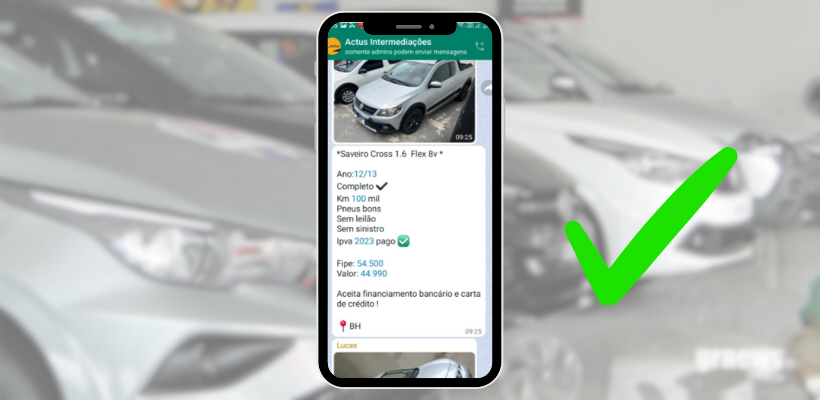 Actus Intermediações
somente admins podem enviar mensagens
09:25
*Saveiro Cross 1.6 Flex 8v *
Ano:12/13
Completo ✔
Km 100 mil
Pneus bons
Sem leilão
Sem sinistro
Ipva 2023 pago ✅
Fipe: 54.500
Valor: 44.990
Aceita financiamento bancário e carta
de crédito !
📍BH
09:25
Lucas